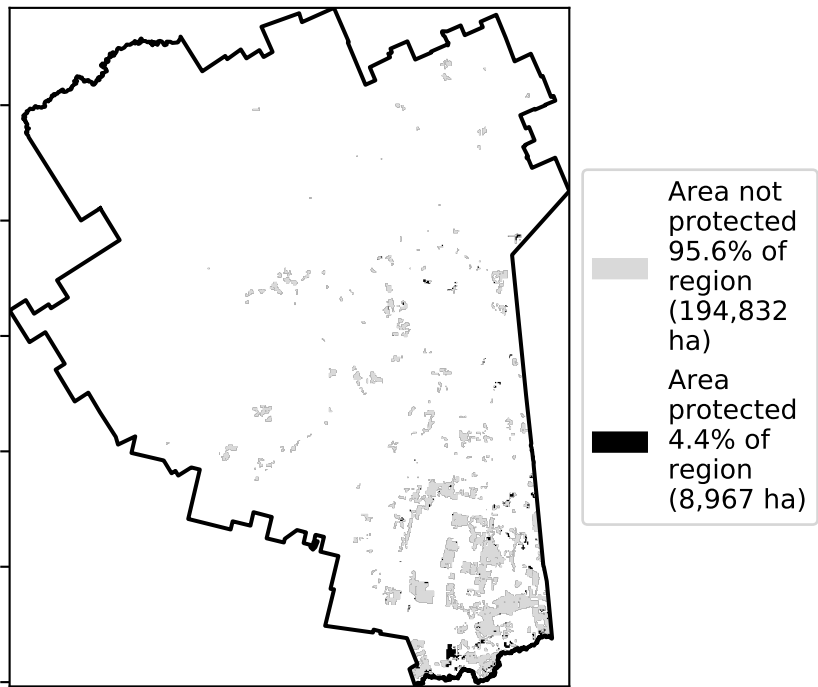 Area not
protected
95.6% of
region
(194,832
ha)
Area
protected
4.4% of
region
(8,967 ha)